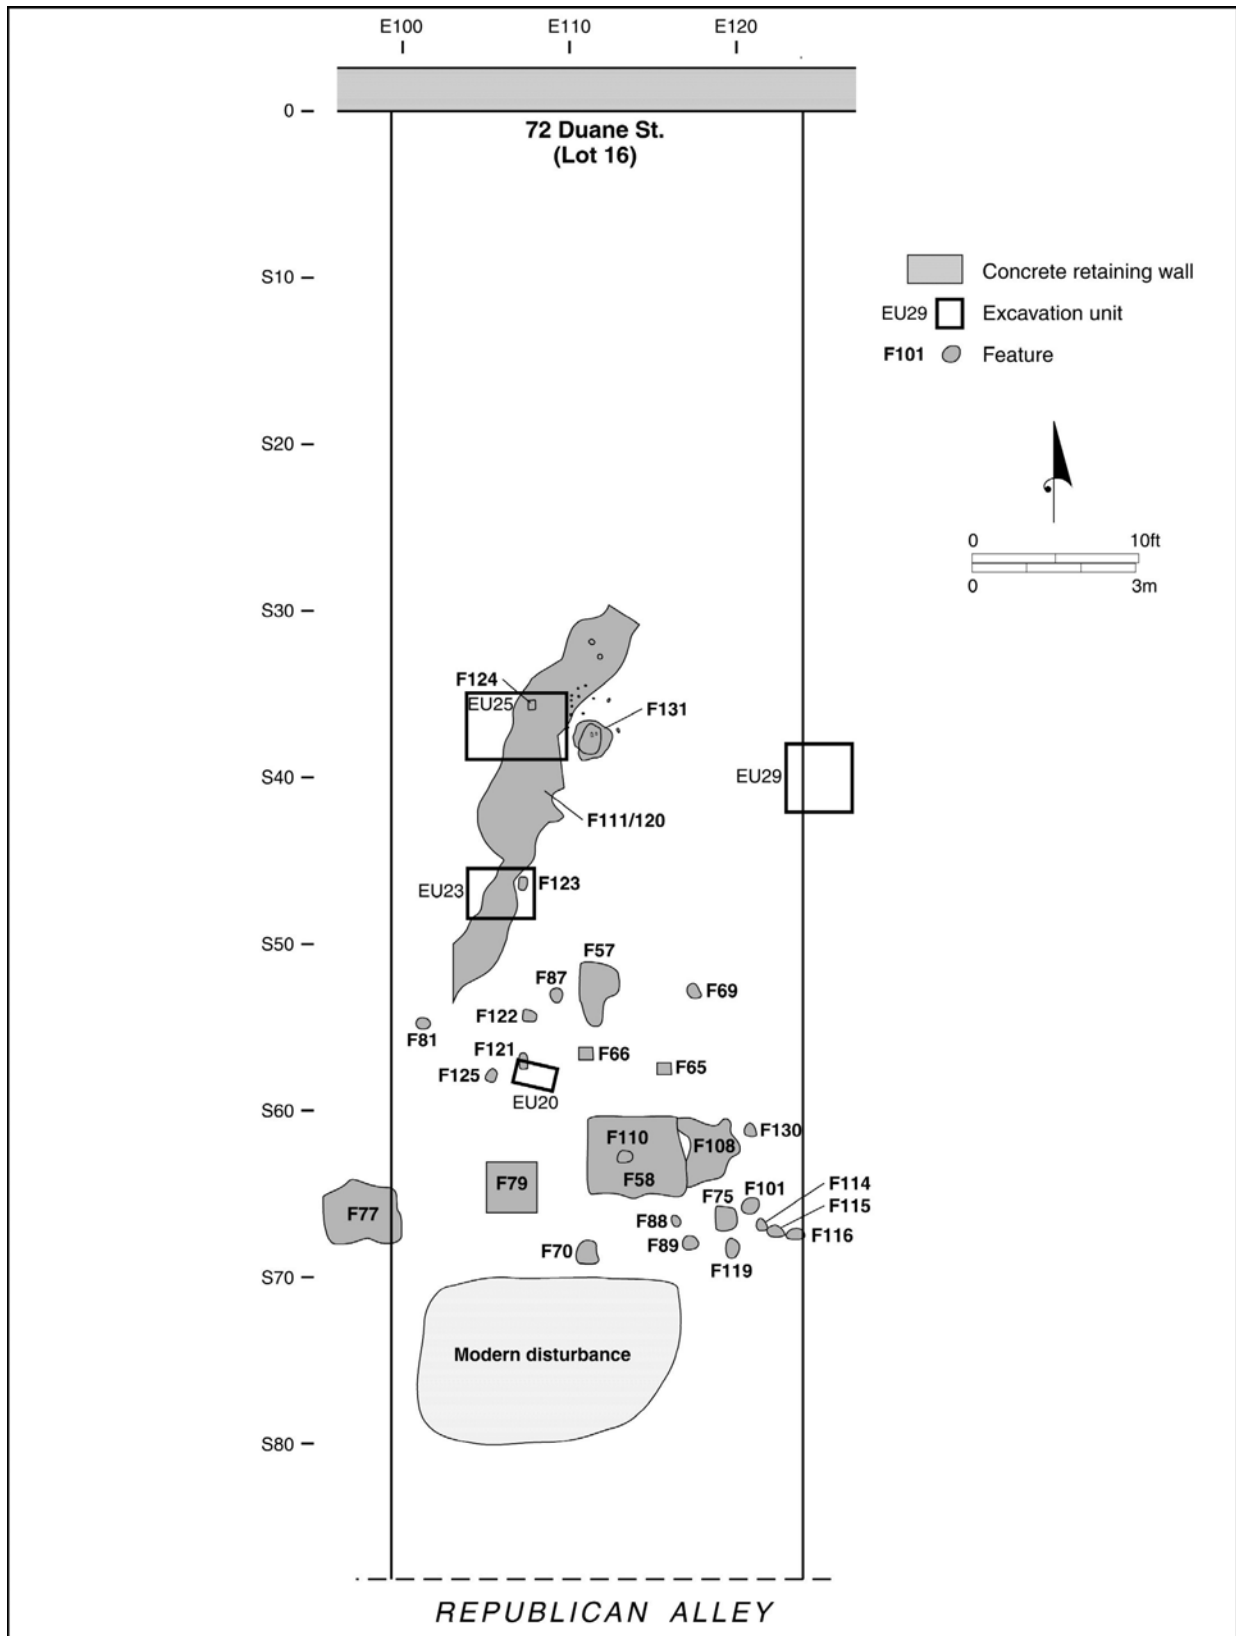 E100 E110 E120
0
72 Duane St.
(Lot 16)
S10
Concrete retaining wall
EU29 Excavation unit
F101 Feature
S20
0 10ft
0 3m
S30
F124
EU25
F131
S40
EU29
F111/120
EU23
F123
S50
F57
F87
F69
F122
F81
F121
F66
F125
F65
EU20
S60
F110
F108
F130
F79
F58
F114
F75
F101
F115
F77
F88
F116
F89
F70
F119
S70
Modern disturbance
S80
REPUBLICAN ALLEY